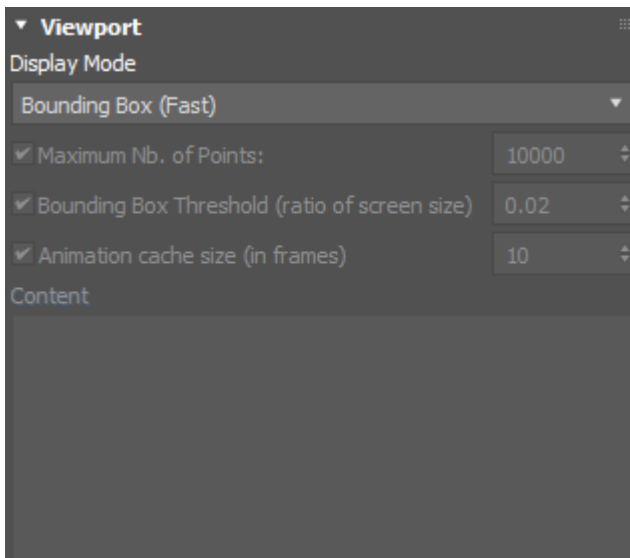 Viewport
Display Mode
Bounding Box (Fast)
Maximum Nb. of Points: 10000
Bounding Box Threshold (ratio of screen size) 0.02
Animation cache size (in frames) 10
Content